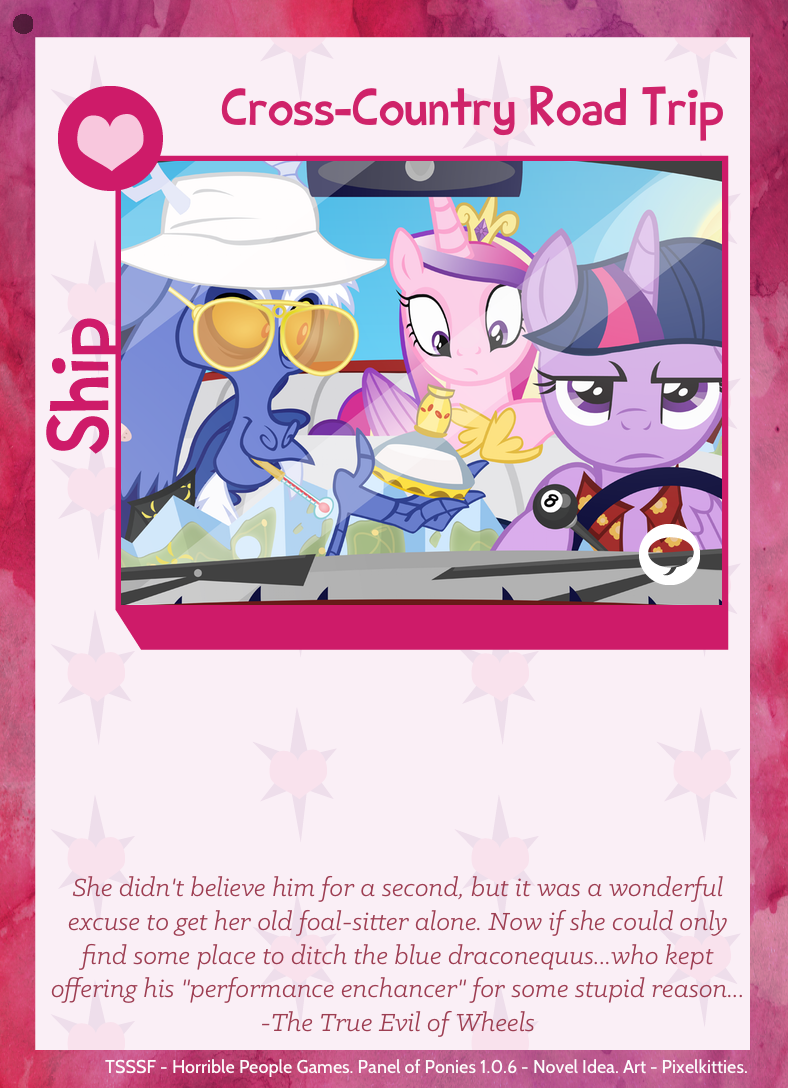 Cross-Country Road Trip
Ship
8
She didn't believe him for a second, but it was a wonderful
excuse to get her old foal-sitter alone. Now if she could only
find some place to ditch the blue draconequus...who kept
offering his "performance enchancer" for some stupid reason...
-The True Evil of Wheels
TSSSF - Horrible People Games. Panel of Ponies 1.0.6 - Novel Idea. Art - Pixelkitties.